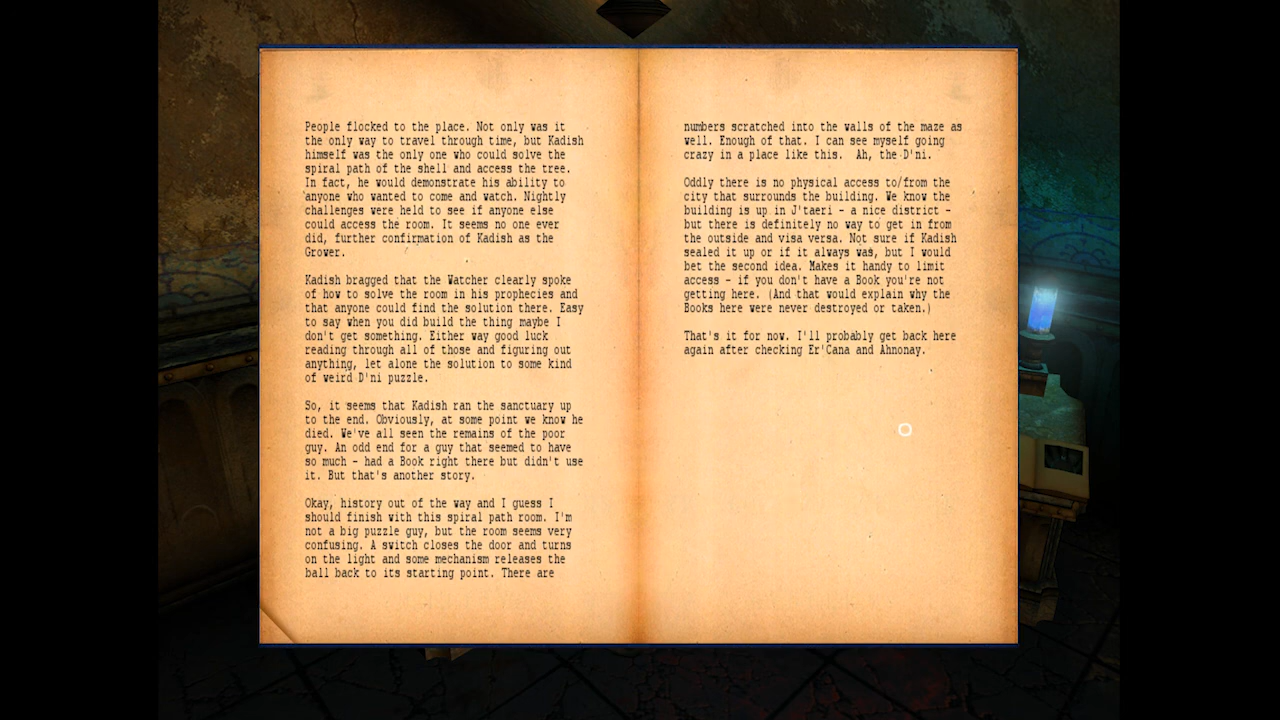 People flocked to the place. Not only was it
the only way to travel through time, but Kadish
himself was the only one who could solve the
spiral path of the shell and access the tree.
In fact, he would demonstrate his ability to
anyone who wanted to come and watch. Nightly
challenges were held to see if anyone else
could access the room. It seems no one ever
did, further confirmation of Kadish as the
Grower.
Kadish bragged that the Watcher clearly spoke
of how to solve the room in his prophecies and
that anyone could find the solution there. Easy
to say when you did build the thing maybe I
don't get something. Either way good luck
reading through all of those and figuring out
anything, let alone the solution to some kind
of weird D'ni puzzle.
So, it seems that Kadish ran the sanctuary up
to the end. Obviously, at some point we know he
died. We've all seen the remains of the poor
guy. An odd end for a guy that seemed to have
so much - had a Book right there but didn't use
it. But that's another story.
Okay, history out of the way and I guess I
should finish with this spiral path room. I'm
not a big puzzle guy, but the room seems very
confusing. A switch closes the door and turns
on the light and some mechanism releases the
ball back to its starting point. There are
numbers scratched into the walls of the maze as
well. Enough of that. I can see myself going
crazy in a place like this.  Ah, the D'ni.
Oddly there is no physical access to/from the
city that surrounds the building. We know the
building is up in J'taeri - a nice district -
but there is definitely no way to get in from
the outside and visa versa. Not sure if Kadish
sealed it up or if it always was, but I would
bet the second idea. Makes it handy to limit
access - if you don't have a Book you're not
getting here. (And that would explain why the
Books here were never destroyed or taken.)
That's it for now. I'll probably get back here
again after checking Er'Cana and Ahnonay.